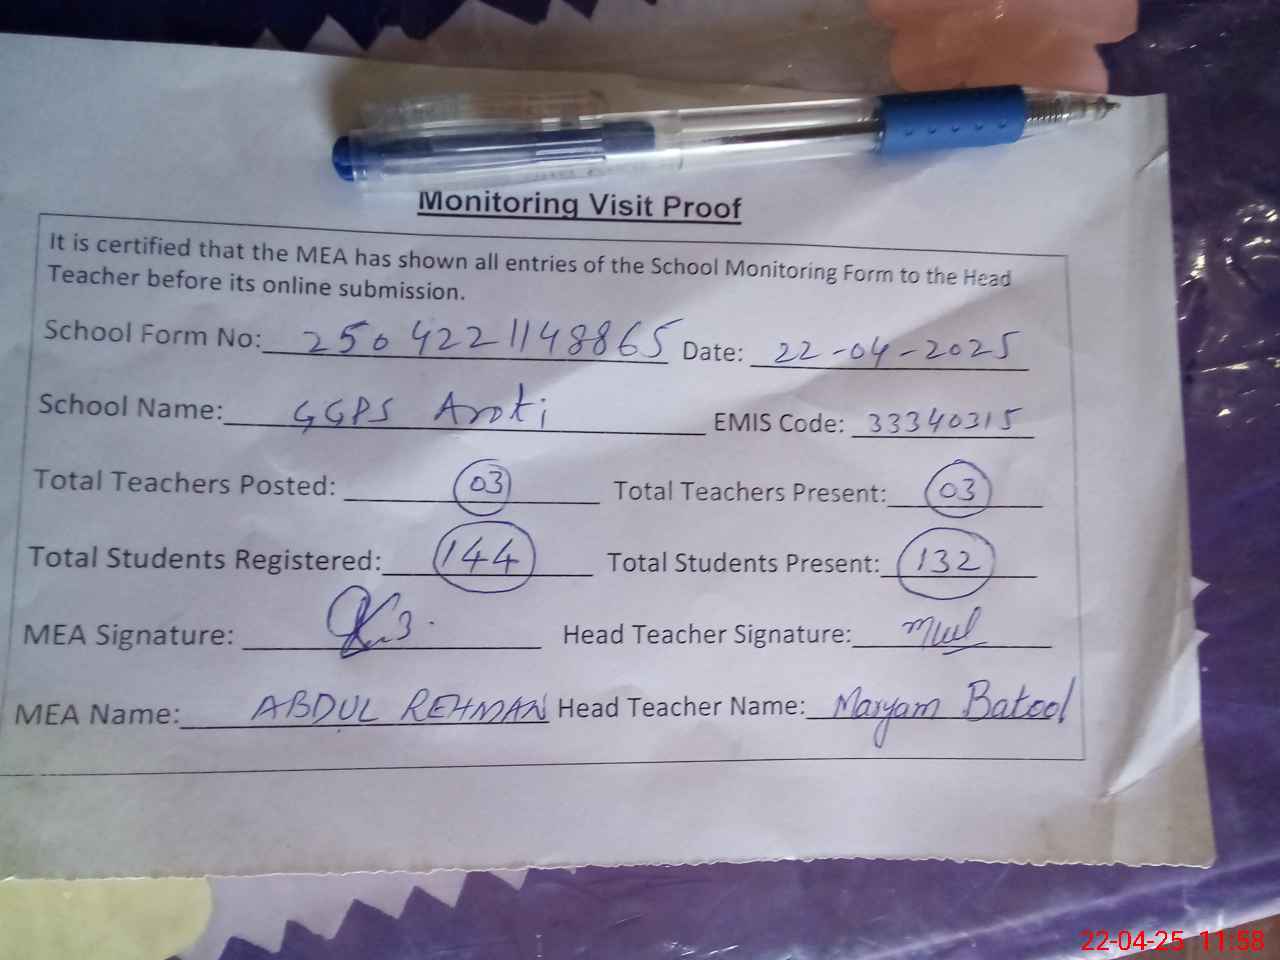 Monitoring Visit Proof
It is certified that the MEA has shown all entries of the School Monitoring Form to the Head
Teacher before its online submission.
School Form No: 2504221148865 Date: 22-04-2025
School Name: GGPS Aroti EMIS Code: 33340315
Total Teachers Posted: 03 Total Teachers Present: 03
Total Students Registered: 144 Total Students Present: 132
MEA Signature: Head Teacher Signature:
MEA Name: ABDUL REHMAN Head Teacher Name: Maryam Batool
22-04-25 11:58